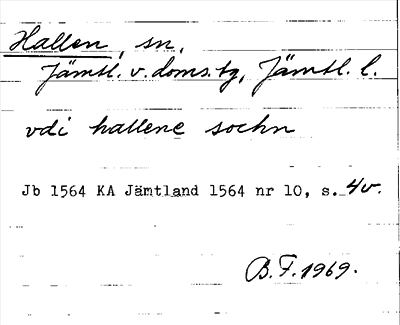 Hallen, sn,
Jämtl. v. doms.tg, Jämtl. l.
vdi hallene sochn
Jb 1564 KA Jämtland 1564 nr 10, s. 4v.
B.F. 1969.